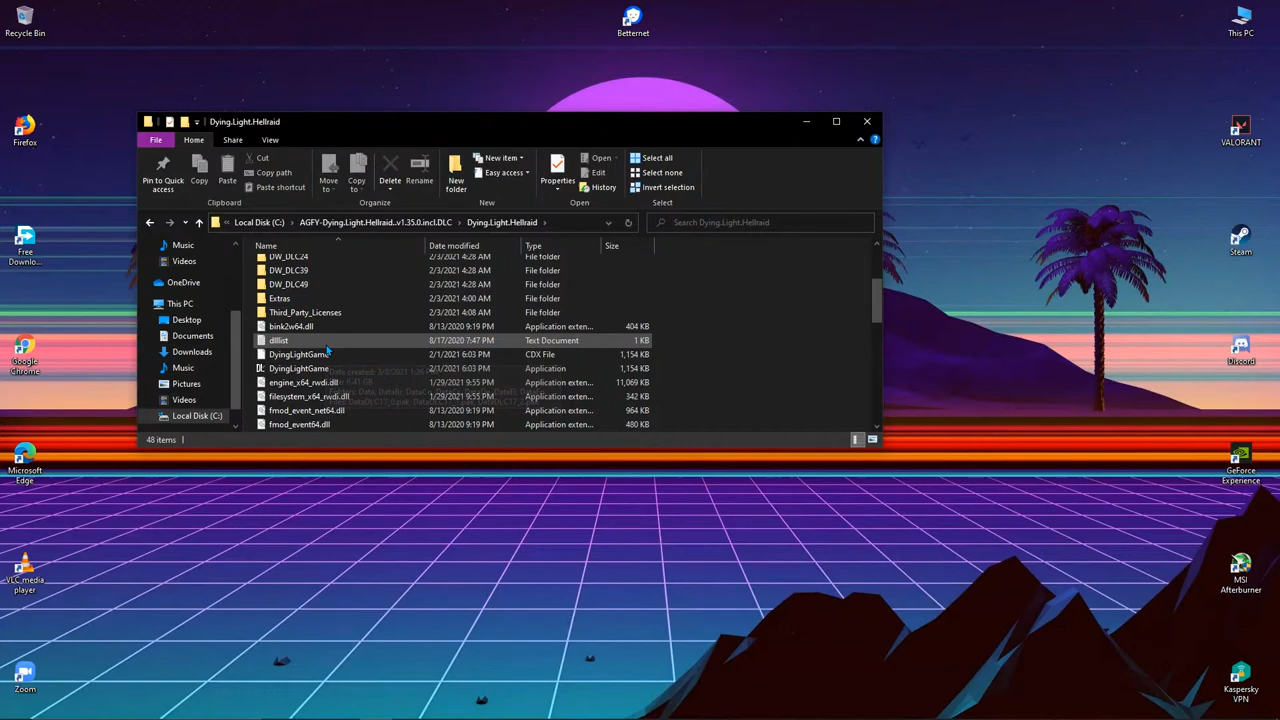 Recycle Bin
Betternet
This PC
Dying.Light.Hellraid
File
Home
Share
View
Pin to Quick access
Copy
Paste
Cut
Copy path
Paste shortcut
Clipboard
Move to
Copy to
Delete
Rename
Organize
New folder
New item
Easy access
New
Properties
Open
Edit
History
Open
Select all
Select none
Invert selection
Select
« Local Disk (C:) > AGFY-Dying.Light.Hellraid..v1.35.0.incl.DLC > Dying.Light.Hellraid >
Search Dying.Light.Hellraid
Music
Videos
OneDrive
This PC
Desktop
Documents
Downloads
Music
Pictures
Videos
Local Disk (C:)
Name Date modified Type Size
DW_DLC24 2/3/2021 4:28 AM File folder
DW_DLC39 2/3/2021 4:28 AM File folder
DW_DLC49 2/3/2021 4:28 AM File folder
Extras 2/3/2021 4:00 AM File folder
Third_Party_Licenses 2/3/2021 4:08 AM File folder
bink2w64.dll 8/13/2020 9:19 PM Application exten... 404 KB
dlllist 8/17/2020 7:47 PM Text Document 1 KB
DyingLightGame 2/1/2021 6:03 PM CDX File 1,154 KB
DyingLightGame 2/1/2021 6:03 PM Application 1,154 KB
engine_x64_rwdi.dll 1/29/2021 9:55 PM Application exten... 11,069 KB
filesystem_x64_rwdi.dll 1/29/2021 9:55 PM Application exten... 342 KB
fmod_event_net64.dll 8/13/2020 9:19 PM Application exten... 964 KB
fmod_event64.dll 8/13/2020 9:19 PM Application exten... 480 KB
48 items
Firefox
Free Downlo...
Google Chrome
Microsoft Edge
VLC media player
Zoom
VALORANT
Steam
Discord
GeForce Experience
MSI Afterburner
Kaspersky VPN